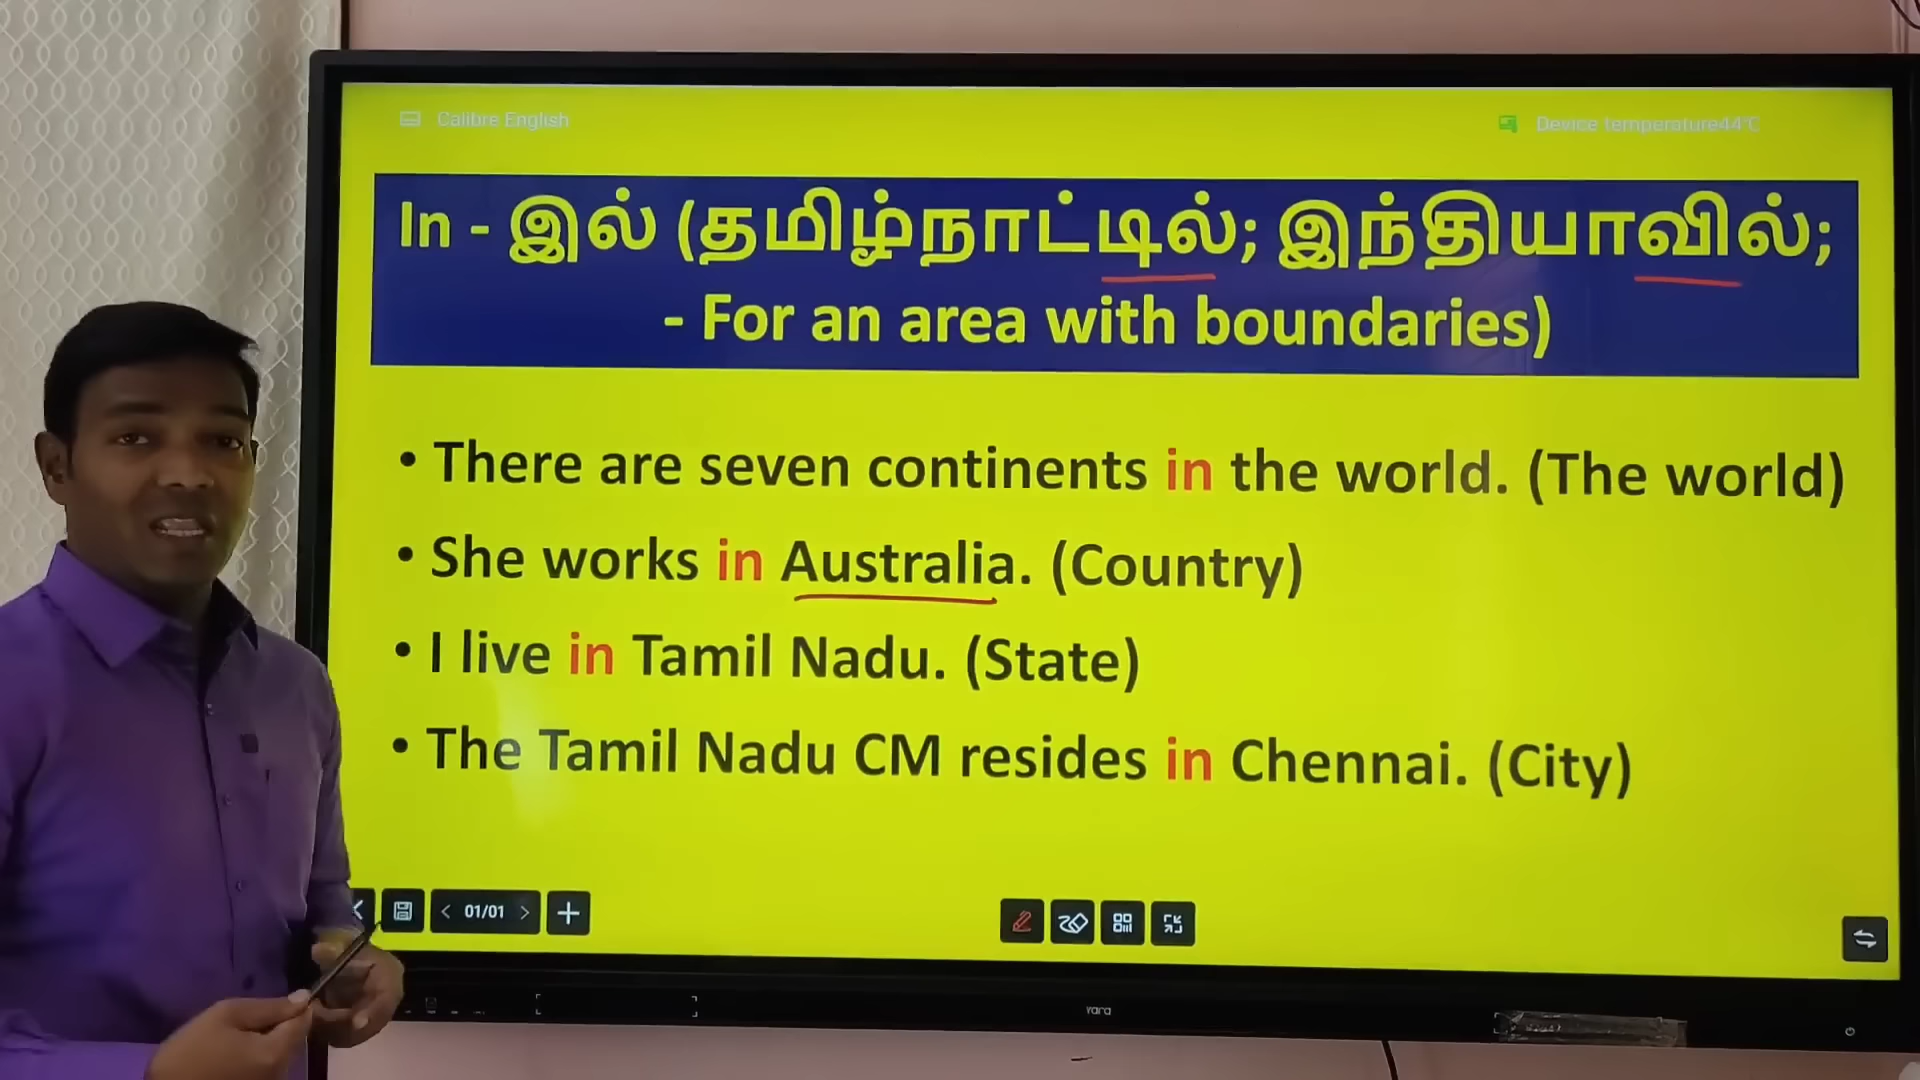 Calibre English
Device temperature44°C
In - இல் (தமிழ்நாட்டில்; இந்தியாவில்;
- For an area with boundaries)
• There are seven continents in the world. (The world)
• She works in Australia. (Country)
• I live in Tamil Nadu. (State)
• The Tamil Nadu CM resides in Chennai. (City)
01/01